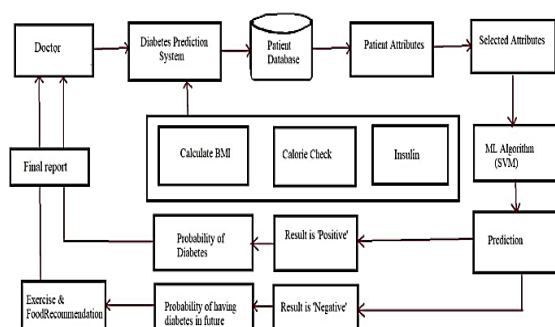 Doctor
Diabetes Prediction
System
Patient
Database
Patient Attributes
Selected Attributes
Calculate BMI
Calorie Check
Insulin
ML Algorithm
(SVM)
Final report
Probability of
Diabetes
Result is 'Positive'
Prediction
Exercise &
FoodRecommendation
Probability of having
diabetes in future
Result is 'Negative'